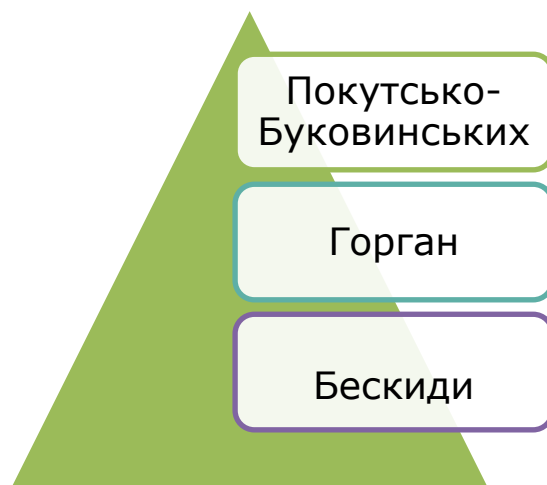 Покутсько-
Буковинських
Горган
Бескиди